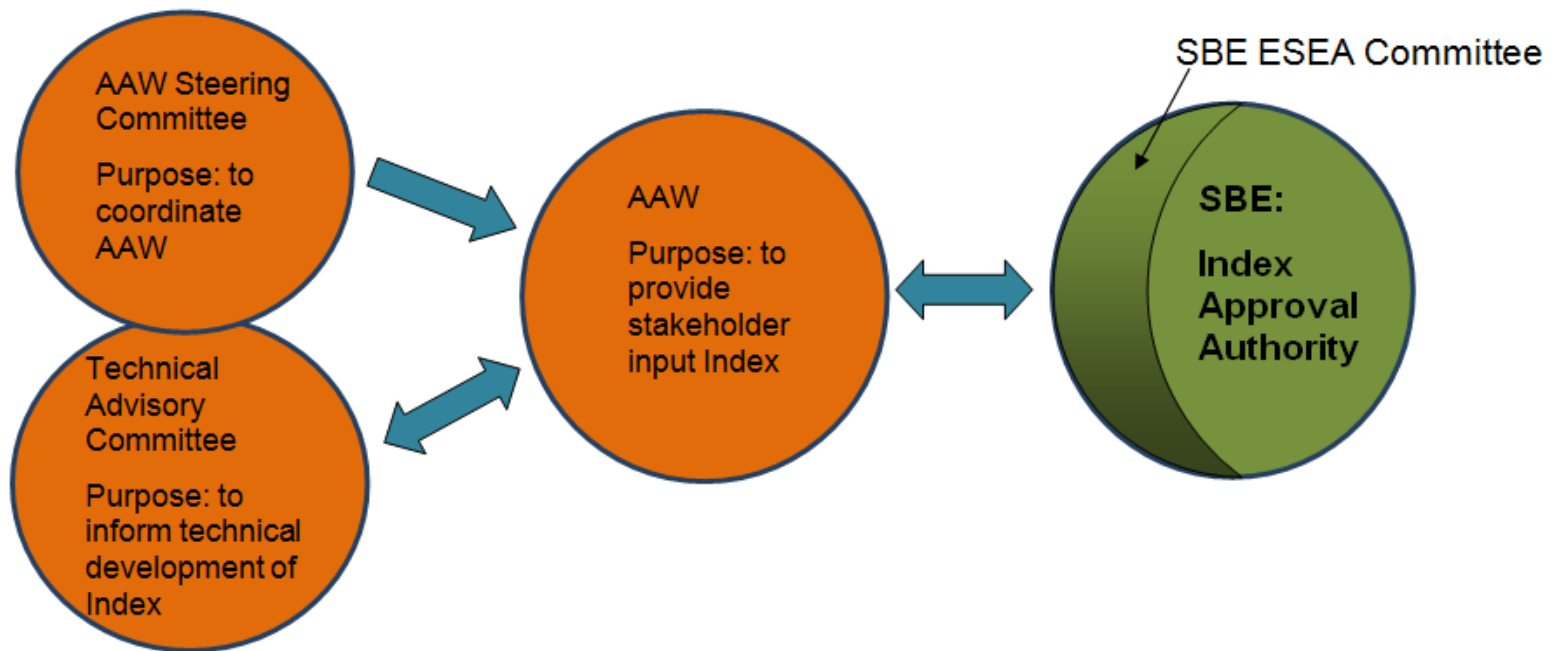 AAW Steering
Committee
Purpose: to
coordinate
AAW
Technical
Advisory
Committee
Purpose: to
inform technical
development of
Index
AAW
Purpose: to
provide
stakeholder
input Index
SBE ESEA Committee
SBE:
Index
Approval
Authority